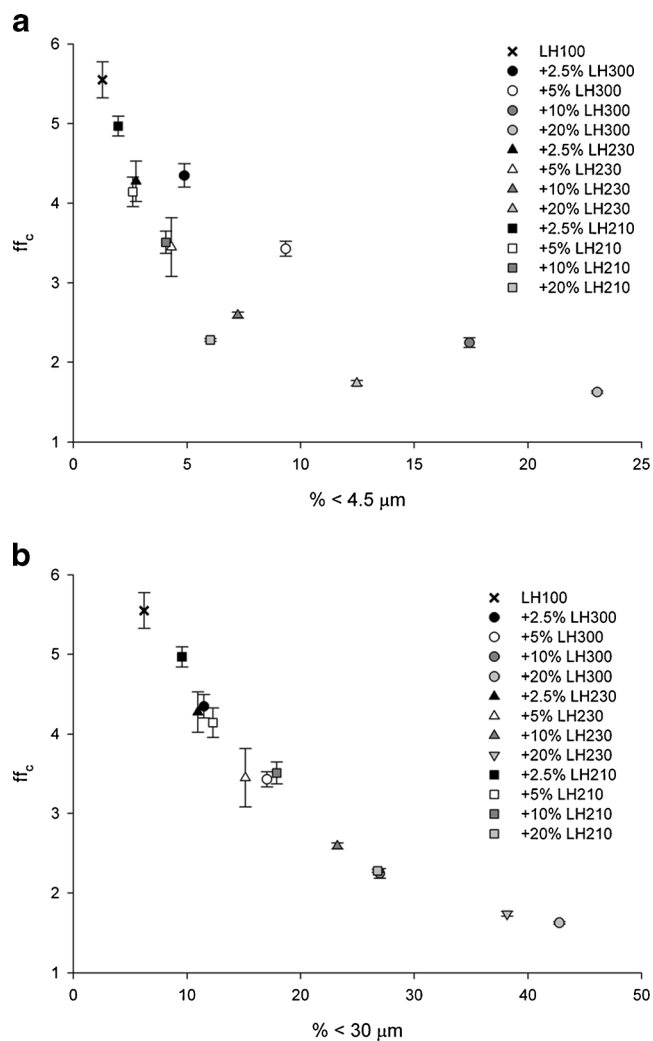 a
6
5
4
3
2
1
ffc
0 5 10 15 20 25
% < 4.5 μm
LH100
+2.5% LH300
+5% LH300
+10% LH300
+20% LH300
+2.5% LH230
+5% LH230
+10% LH230
+20% LH230
+2.5% LH210
+5% LH210
+10% LH210
+20% LH210
b
6
5
4
3
2
1
ffc
0 10 20 30 40 50
% < 30 μm
LH100
+2.5% LH300
+5% LH300
+10% LH300
+20% LH300
+2.5% LH230
+5% LH230
+10% LH230
+20% LH230
+2.5% LH210
+5% LH210
+10% LH210
+20% LH210